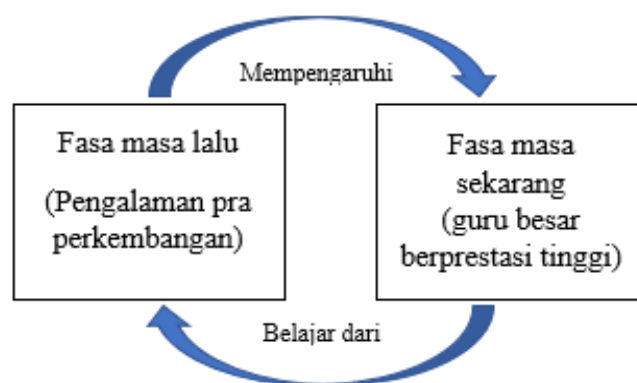 Mempengaruhi
Fasa masa lalu
(Pengalaman pra
perkembangan)
Fasa masa
sekarang
(guru besar
berprestasi tinggi)
Belajar dari